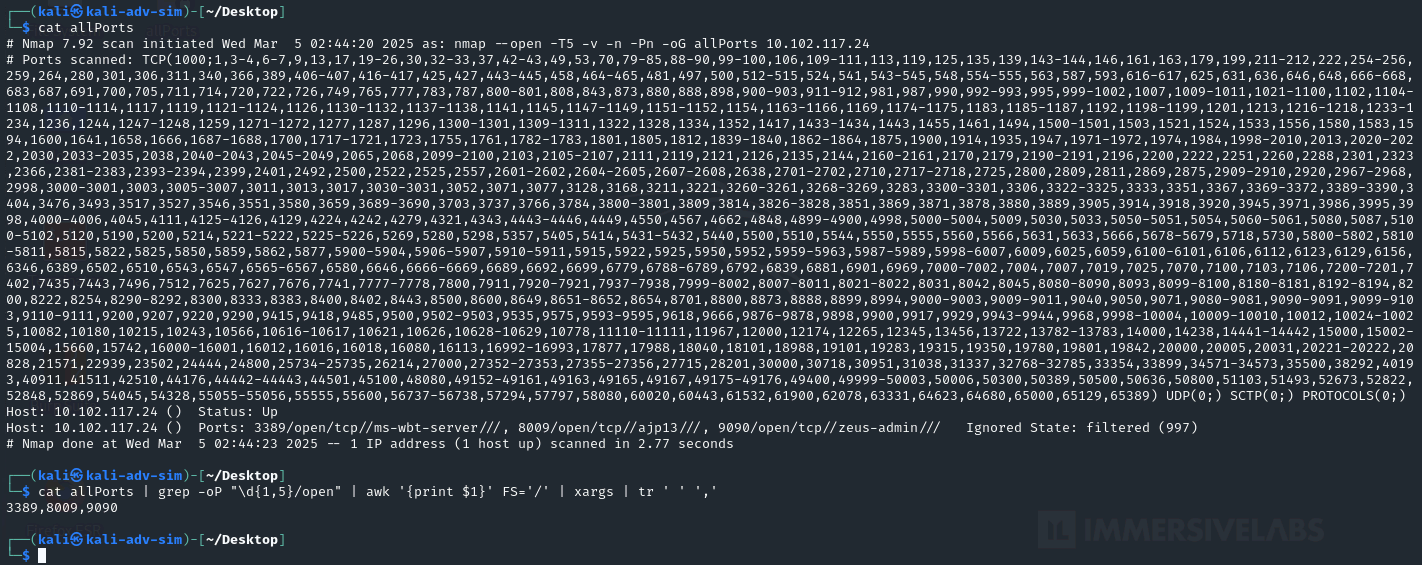 ┌──(kali㉿kali-adv-sim)-[~/Desktop]
└─$ cat allPorts
# Nmap 7.92 scan initiated Wed Mar  5 02:44:20 2025 as: nmap --open -T5 -v -n -Pn -oG allPorts 10.102.117.24
# Ports scanned: TCP(1000;1,3-4,6-7,9,13,17,19-26,30,32-33,37,42-43,49,53,70,79-85,88-90,99-100,106,109-111,113,119,125,135,139,143-144,146,161,163,179,199,211-212,222,254-256,
259,264,280,301,306,311,340,366,389,406-407,416-417,425,427,443-445,458,464-465,481,497,500,512-515,524,541,543-545,548,554-555,563,587,593,616-617,625,631,636,646,648,666-668,
683,687,691,700,705,711,714,720,722,726,749,765,777,783,787,800-801,808,843,873,880,888,898,900-903,911-912,981,987,990,992-993,995,999-1002,1007,1009-1011,1021-1100,1102,1104-
1108,1110-1114,1117,1119,1121-1124,1126,1130-1132,1137-1138,1141,1145,1147-1149,1151-1152,1154,1163-1166,1169,1174-1175,1183,1185-1187,1192,1198-1199,1201,1213,1216-1218,1233-1
234,1236,1244,1247-1248,1259,1271-1272,1277,1287,1296,1300-1301,1309-1311,1322,1328,1334,1352,1417,1433-1434,1443,1455,1461,1494,1500-1501,1503,1521,1524,1533,1556,1580,1583,15
94,1600,1641,1658,1666,1687-1688,1700,1717-1721,1723,1755,1761,1782-1783,1801,1805,1812,1839-1840,1862-1864,1875,1900,1914,1935,1947,1971-1972,1974,1984,1998-2010,2013,2020-202
2,2030,2033-2035,2038,2040-2043,2045-2049,2065,2068,2099-2100,2103,2105-2107,2111,2119,2121,2126,2135,2144,2160-2161,2170,2179,2190-2191,2196,2200,2222,2251,2260,2288,2301,2323
,2366,2381-2383,2393-2394,2399,2401,2492,2500,2522,2525,2557,2601-2602,2604-2605,2607-2608,2638,2701-2702,2710,2717-2718,2725,2800,2809,2811,2869,2875,2909-2910,2920,2967-2968,
2998,3000-3001,3003,3005-3007,3011,3013,3017,3030-3031,3052,3071,3077,3128,3168,3211,3221,3260-3261,3268-3269,3283,3300-3301,3306,3322-3325,3333,3351,3367,3369-3372,3389-3390,3
404,3476,3493,3517,3527,3546,3551,3580,3659,3689-3690,3703,3737,3766,3784,3800-3801,3809,3814,3826-3828,3851,3869,3871,3878,3880,3889,3905,3914,3918,3920,3945,3971,3986,3995,39
98,4000-4006,4045,4111,4125-4126,4129,4224,4242,4279,4321,4343,4443-4446,4449,4550,4567,4662,4848,4899-4900,4998,5000-5004,5009,5030,5033,5050-5051,5054,5060-5061,5080,5087,510
0-5102,5120,5190,5200,5214,5221-5222,5225-5226,5269,5280,5298,5357,5405,5414,5431-5432,5440,5500,5510,5544,5550,5555,5560,5566,5631,5633,5666,5678-5679,5718,5730,5800-5802,5810
-5811,5815,5822,5825,5850,5859,5862,5877,5900-5904,5906-5907,5910-5911,5915,5922,5925,5950,5952,5959-5963,5987-5989,5998-6007,6009,6025,6059,6100-6101,6106,6112,6123,6129,6156,
6346,6389,6502,6510,6543,6547,6565-6567,6580,6646,6666-6669,6689,6692,6699,6779,6788-6789,6792,6839,6881,6901,6969,7000-7002,7004,7007,7019,7025,7070,7100,7103,7106,7200-7201,7
402,7435,7443,7496,7512,7625,7627,7676,7741,7777-7778,7800,7911,7920-7921,7937-7938,7999-8002,8007-8011,8021-8022,8031,8042,8045,8080-8090,8093,8099-8100,8180-8181,8192-8194,82
00,8222,8254,8290-8292,8300,8333,8383,8400,8402,8443,8500,8600,8649,8651-8652,8654,8701,8800,8873,8888,8899,8994,9000-9003,9009-9011,9040,9050,9071,9080-9081,9090-9091,9099-910
3,9110-9111,9200,9207,9220,9290,9415,9418,9485,9500,9502-9503,9535,9575,9593-9595,9618,9666,9876-9878,9898,9900,9917,9929,9943-9944,9968,9998-10004,10009-10010,10012,10024-1002
5,10082,10180,10215,10243,10566,10616-10617,10621,10626,10628-10629,10778,11110-11111,11967,12000,12174,12265,12345,13456,13722,13782-13783,14000,14238,14441-14442,15000,15002-
15004,15660,15742,16000-16001,16012,16016,16018,16080,16113,16992-16993,17877,17988,18040,18101,18988,19101,19283,19315,19350,19780,19801,19842,20000,20005,20031,20221-20222,20
828,21571,22939,23502,24444,24800,25734-25735,26214,27000,27352-27353,27355-27356,27715,28201,30000,30718,30951,31038,31337,32768-32785,33354,33899,34571-34573,35500,38292,4019
3,40911,41511,42510,44176,44442-44443,44501,45100,48080,49152-49161,49163,49165,49167,49175-49176,49400,49999-50003,50006,50300,50389,50500,50636,50800,51103,51493,52673,52822,
52848,52869,54045,54328,55055-55056,55555,55600,56737-56738,57294,57797,58080,60020,60443,61532,61900,62078,63331,64623,64680,65000,65129,65389) UDP(0;) SCTP(0;) PROTOCOLS(0;)
Host: 10.102.117.24 ()  Status: Up
Host: 10.102.117.24 ()  Ports: 3389/open/tcp//ms-wbt-server///, 8009/open/tcp//ajp13///, 9090/open/tcp//zeus-admin///   Ignored State: filtered (997)
# Nmap done at Wed Mar  5 02:44:23 2025 -- 1 IP address (1 host up) scanned in 2.77 seconds
┌──(kali㉿kali-adv-sim)-[~/Desktop]
└─$ cat allPorts | grep -oP "\d{1,5}/open" | awk '{print $1}' FS='/' | xargs | tr ' ' ','
3389,8009,9090
┌──(kali㉿kali-adv-sim)-[~/Desktop]
└─$
IMMERSIVELABS